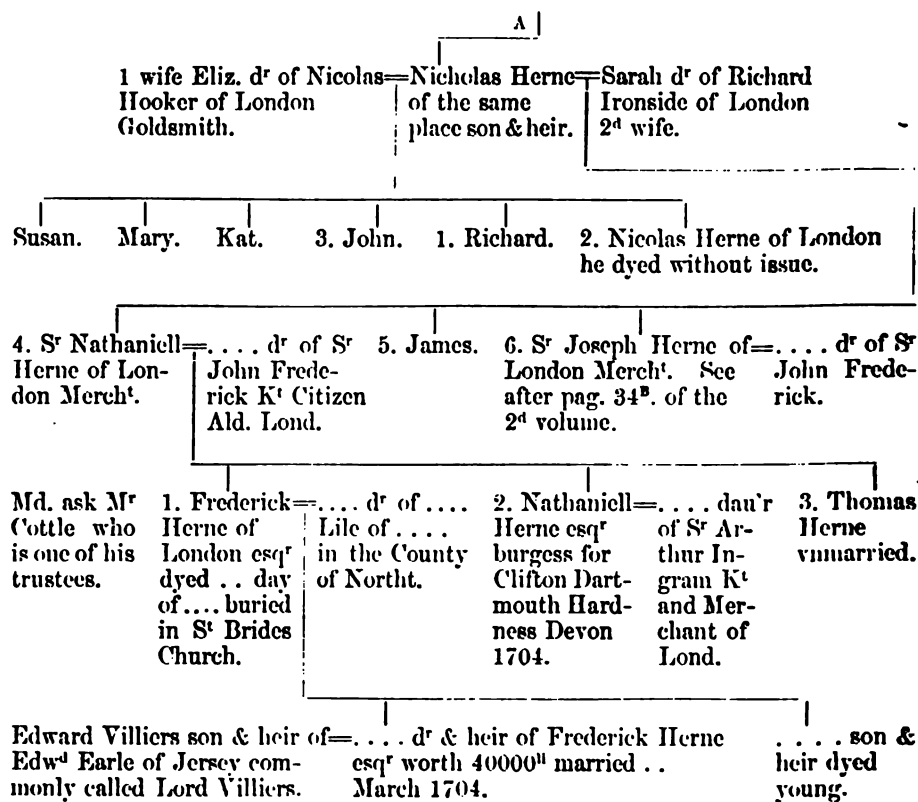 A
1 wife Eliz. dʳ of Nicolas=Nicholas Herne=Sarah dʳ of Richard
Hooker of London of the same Ironside of London
Goldsmith. place son & heir. 2ᵈ wife.
Susan. Mary. Kat. 3. John. 1. Richard. 2. Nicolas Herne of London
he dyed without issue.
4. Sʳ Nathaniell=.... dʳ of Sʳ 5. James. 6. Sʳ Joseph Herne of=.... dʳ of Sʳ
Herne of Lon- John Frede- London Merchᵗ. See John Frede-
don Merchᵗ. rick Kᵗ Citizen after pag. 34ᴮ. of the rick.
Ald. Lond. 2ᵈ volume.
Md. ask Mʳ 1. Frederick=.... dʳ of .... 2. Nathaniell=.... dau'r 3. Thomas
Cottle who Herne of Lile of .... Herne esqʳ of Sʳ Ar- Herne
is one of his London esqʳ in the County burgess for thur In- vnmarried.
trustees. dyed .. day of Northt. Clifton Dart- gram Kᵗ
of .... buried mouth Hard- and Mer-
in Sᵗ Brides ness Devon chant of
Church. 1704. Lond.
Edward Villiers son & heir of=.... dʳ & heir of Frederick Herne .... son &
Edwᵈ Earle of Jersey com- esqʳ worth 40000ˡˡ married .. heir dyed
monly called Lord Villiers. March 1704. young.